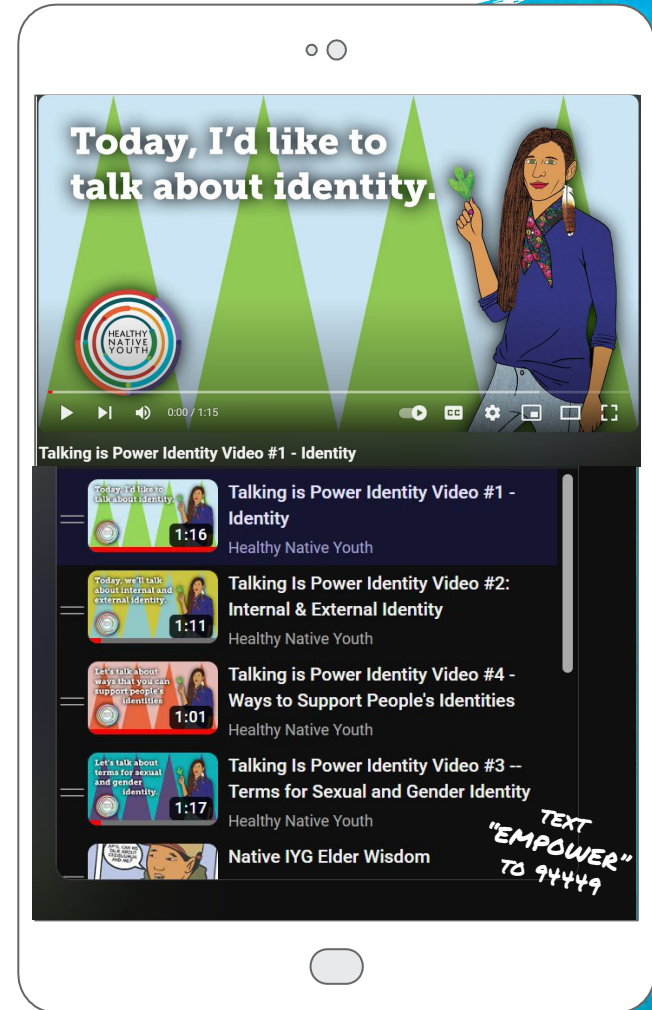 Today, I'd like to
talk about identity.
HEALTHY
NATIVE
YOUTH
0:00 / 1:15
CC
Talking is Power Identity Video #1 - Identity
Today, I'd like to
talk about identity.
1:16
Talking is Power Identity Video #1 -
Identity
Healthy Native Youth
Today, we'll talk
about internal and
external identity.
1:11
Talking Is Power Identity Video #2:
Internal & External Identity
Healthy Native Youth
Let's talk about
ways that you can
support people's
identities
1:01
Talking is Power Identity Video #4 -
Ways to Support People's Identities
Healthy Native Youth
Let's talk about
terms for sexual
and gender
identity.
1:17
Talking Is Power Identity Video #3 --
Terms for Sexual and Gender Identity
Healthy Native Youth
TEXT
"EMPOWER"
TO 94449
Native IYG Elder Wisdom